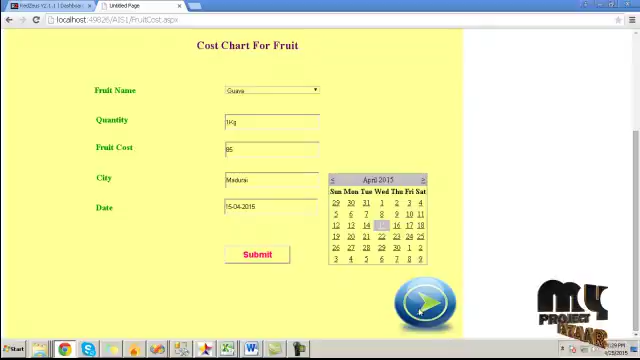 Untitled Page
localhost:49826/AIS1/FruitCost.aspx
Cost Chart For Fruit
Fruit Name
Guava
Quantity
1Kg
Fruit Cost
85
City
Madurai
Date
15-04-2015
< April 2015 >
Sun Mon Tue Wed Thu Fri Sat
29 30 31 1 2 3 4
5 6 7 8 9 10 11
12 13 14 15 16 17 18
19 20 21 22 23 24 25
26 27 28 29 30 1 2
3 4 5 6 7 8 9
Submit
MY
PROJECT
BAZAAR
Start